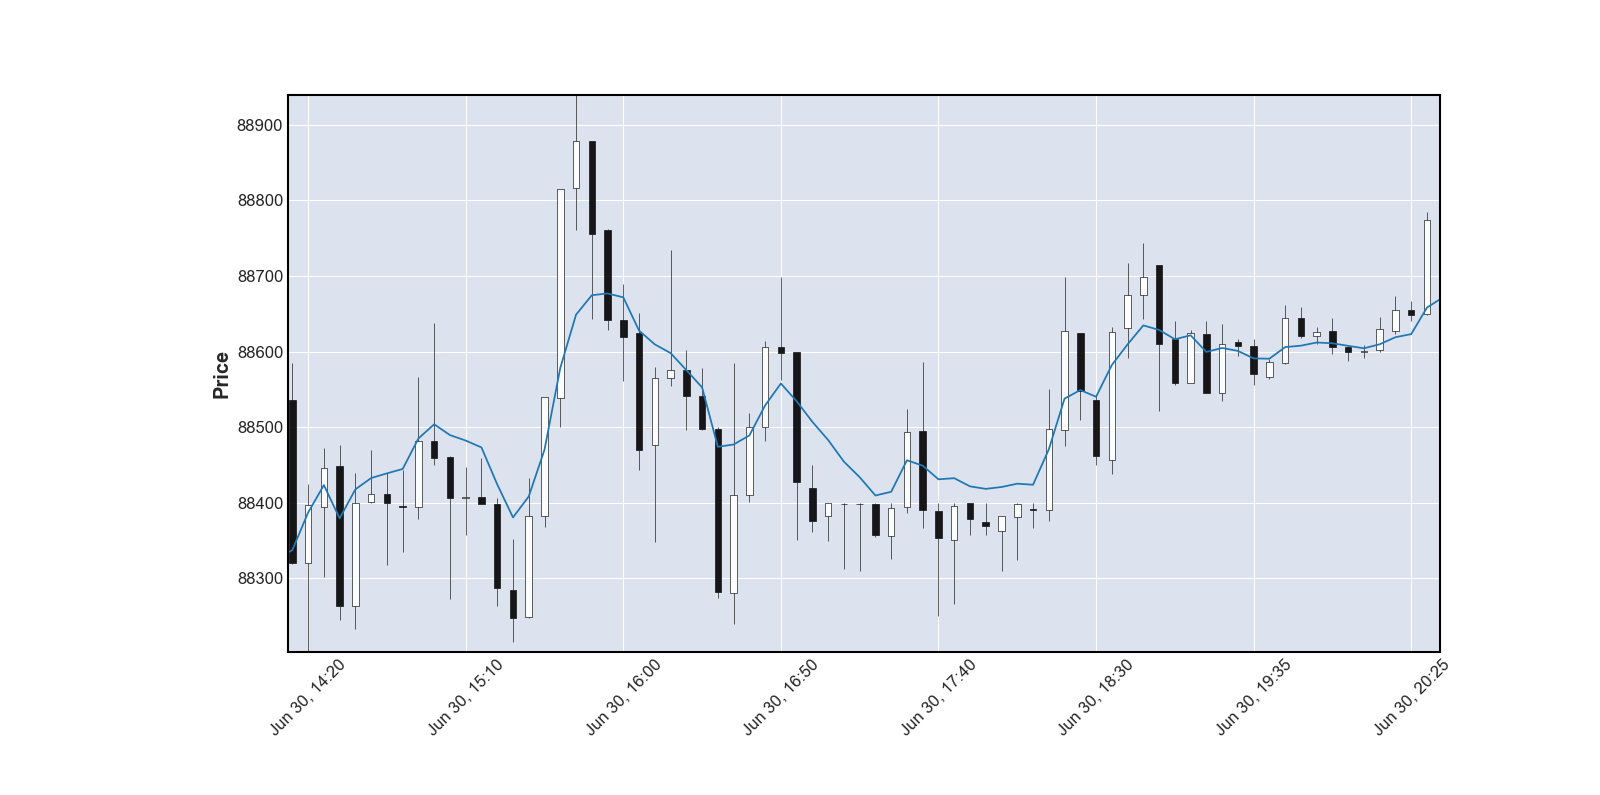 88900
88800
88700
88600
88500
88400
88300
Price
Jun 30, 14:20
Jun 30, 15:10
Jun 30, 16:00
Jun 30, 16:50
Jun 30, 17:40
Jun 30, 18:30
Jun 30, 19:35
Jun 30, 20:25